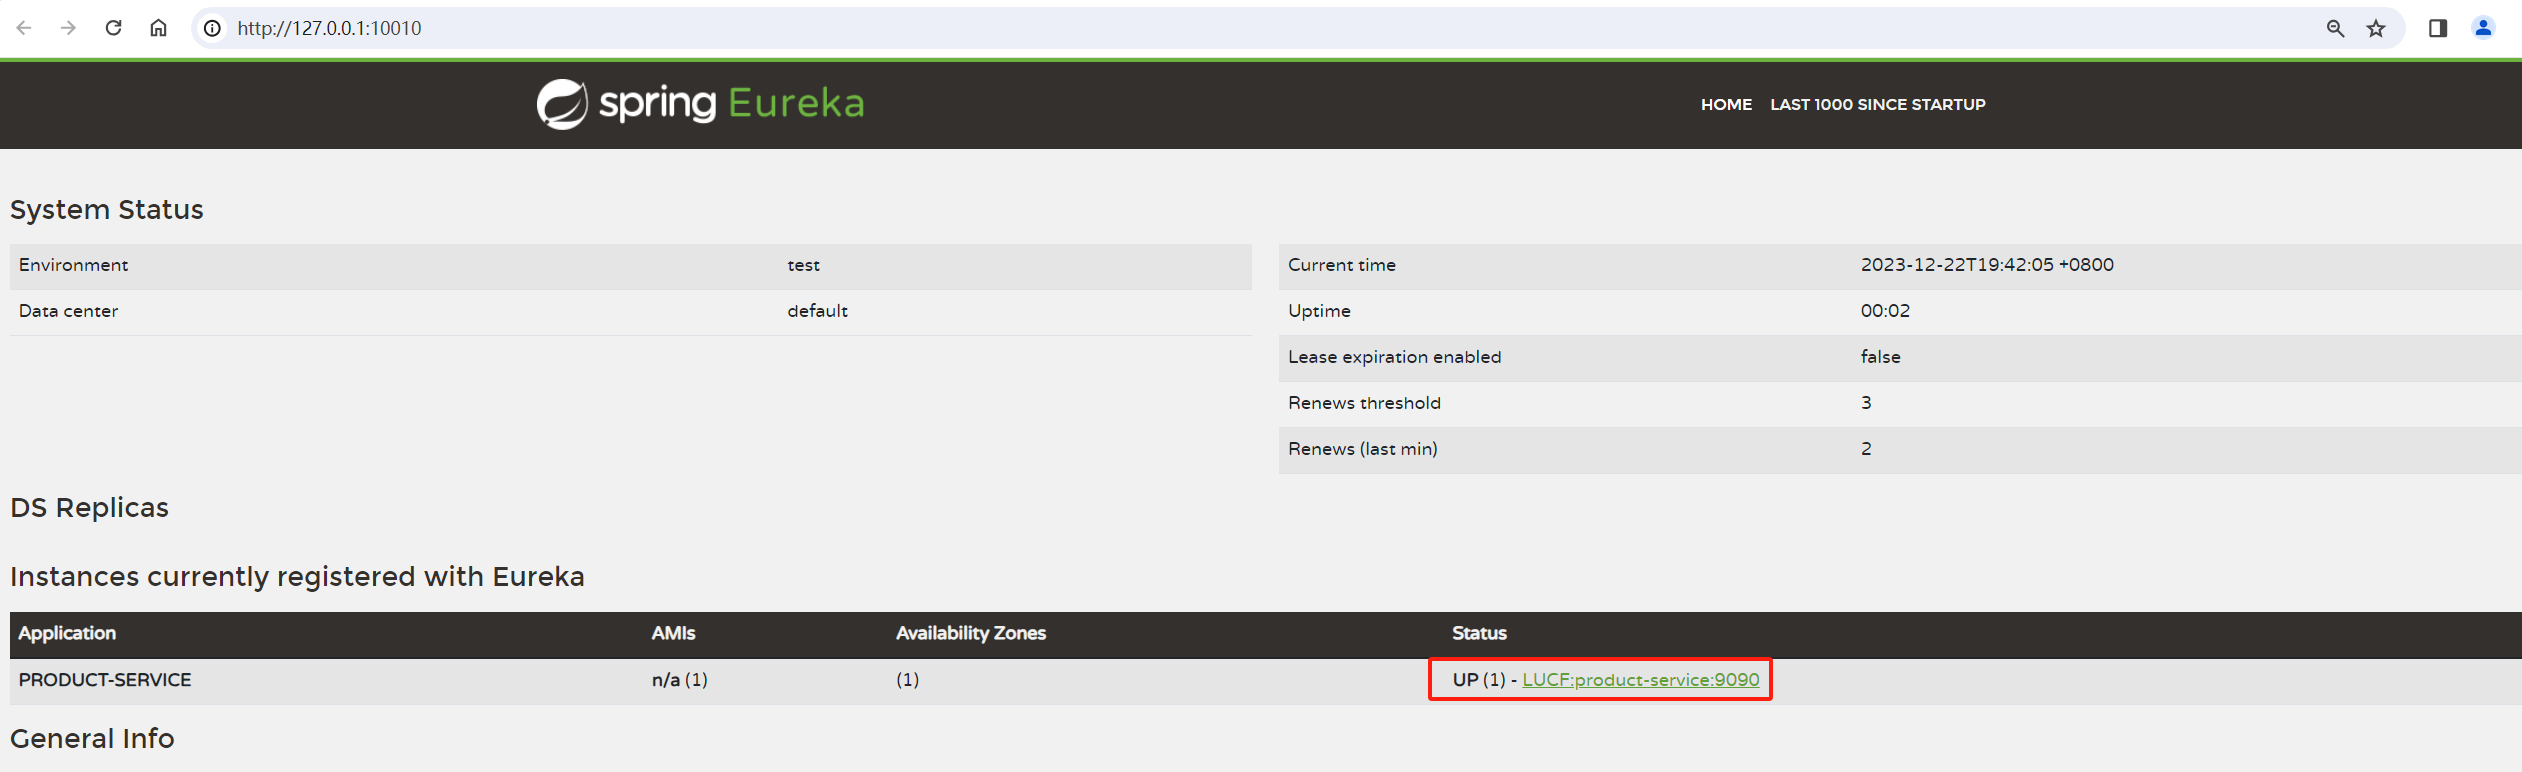 http://127.0.0.1:10010
spring Eureka
HOME LAST 1000 SINCE STARTUP
System Status
Environment test
Data center default
Current time 2023-12-22T19:42:05 +0800
Uptime 00:02
Lease expiration enabled false
Renews threshold 3
Renews (last min) 2
DS Replicas
Instances currently registered with Eureka
Application AMIs Availability Zones Status
PRODUCT-SERVICE n/a (1) (1) UP (1) - LUCF:product-service:9090
General Info